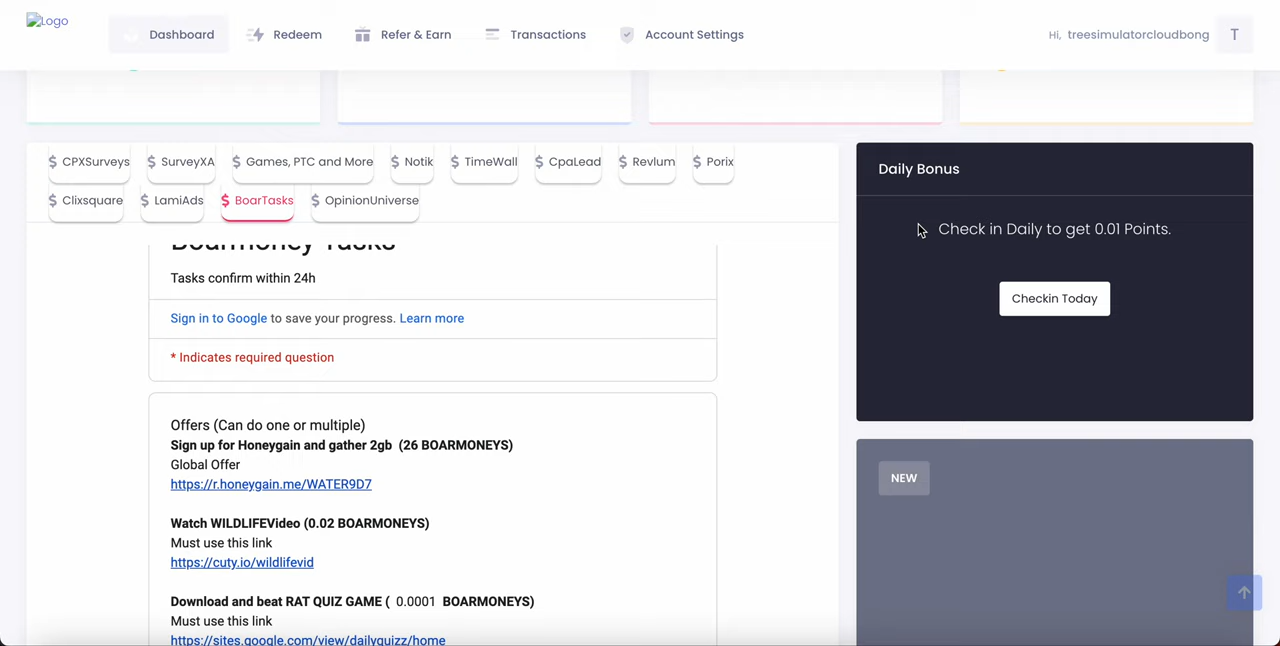 Logo
Dashboard
Redeem
Refer & Earn
Transactions
Account Settings
Hi, treesimulatorcloudbong
T
$ CPXSurveys
$ SurveyXA
$ Games, PTC and More
$ Notik
$ TimeWall
$ CpaLead
$ Revlum
$ Porix
$ Clixsquare
$ LamiAds
$ BoarTasks
$ OpinionUniverse
Boarmoney Tasks
Tasks confirm within 24h
Sign in to Google to save your progress. Learn more
* Indicates required question
Offers (Can do one or multiple)
Sign up for Honeygain and gather 2gb (26 BOARMONEYS)
Global Offer
https://r.honeygain.me/WATER9D7
Watch WILDLIFEVideo (0.02 BOARMONEYS)
Must use this link
https://cuty.io/wildlifevid
Download and beat RAT QUIZ GAME ( 0.0001 BOARMONEYS)
Must use this link
https://sites.google.com/view/dailyquizz/home
Daily Bonus
Check in Daily to get 0.01 Points.
Checkin Today
NEW